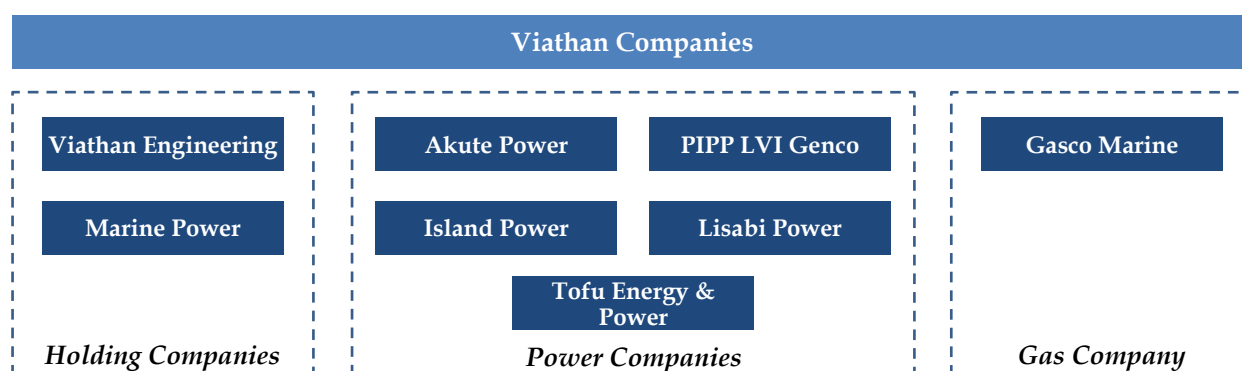 Viathan Companies
Viathan Engineering
Marine Power
Holding Companies
Akute Power
PIPP LVI Genco
Island Power
Lisabi Power
Tofu Energy &
Power
Power Companies
Gasco Marine
Gas Company